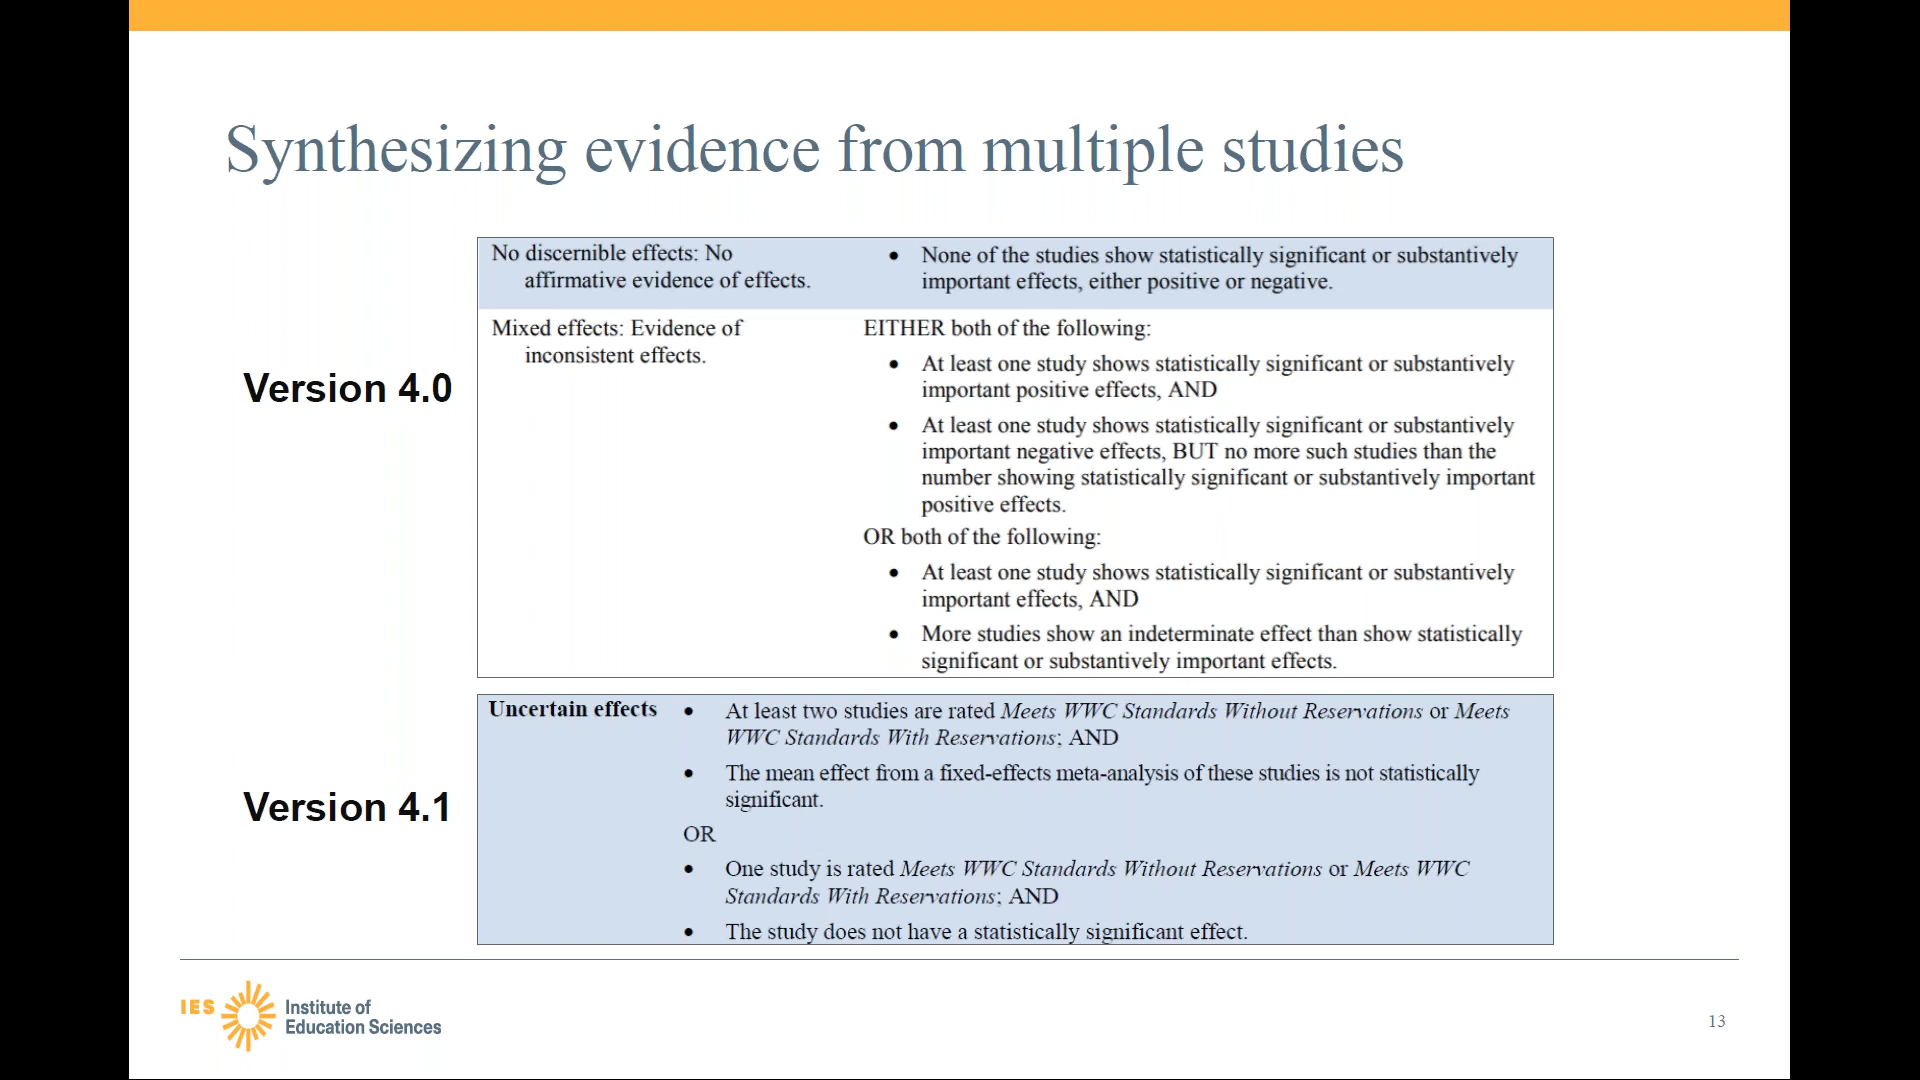 Synthesizing evidence from multiple studies
Version 4.0
No discernible effects: No
affirmative evidence of effects.
• None of the studies show statistically significant or substantively
important effects, either positive or negative.
Mixed effects: Evidence of
inconsistent effects.
EITHER both of the following:
• At least one study shows statistically significant or substantively
important positive effects, AND
• At least one study shows statistically significant or substantively
important negative effects, BUT no more such studies than the
number showing statistically significant or substantively important
positive effects.
OR both of the following:
• At least one study shows statistically significant or substantively
important effects, AND
• More studies show an indeterminate effect than show statistically
significant or substantively important effects.
Version 4.1
Uncertain effects
• At least two studies are rated Meets WWC Standards Without Reservations or Meets
WWC Standards With Reservations; AND
• The mean effect from a fixed-effects meta-analysis of these studies is not statistically
significant.
OR
• One study is rated Meets WWC Standards Without Reservations or Meets WWC
Standards With Reservations; AND
• The study does not have a statistically significant effect.
IES
Institute of
Education Sciences
13